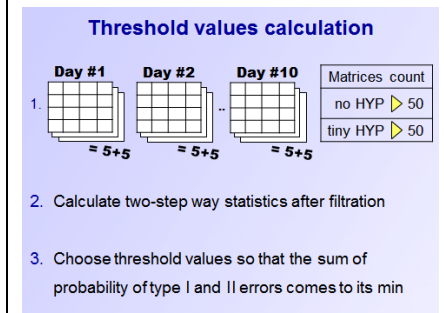 Threshold values calculation
Day #1 Day #2 Day #10
1. ..
= 5+5 = 5+5 = 5+5
Matrices count
no HYP 50
tiny HYP 50
2. Calculate two-step way statistics after filtration
3. Choose threshold values so that the sum of
probability of type I and II errors comes to its min